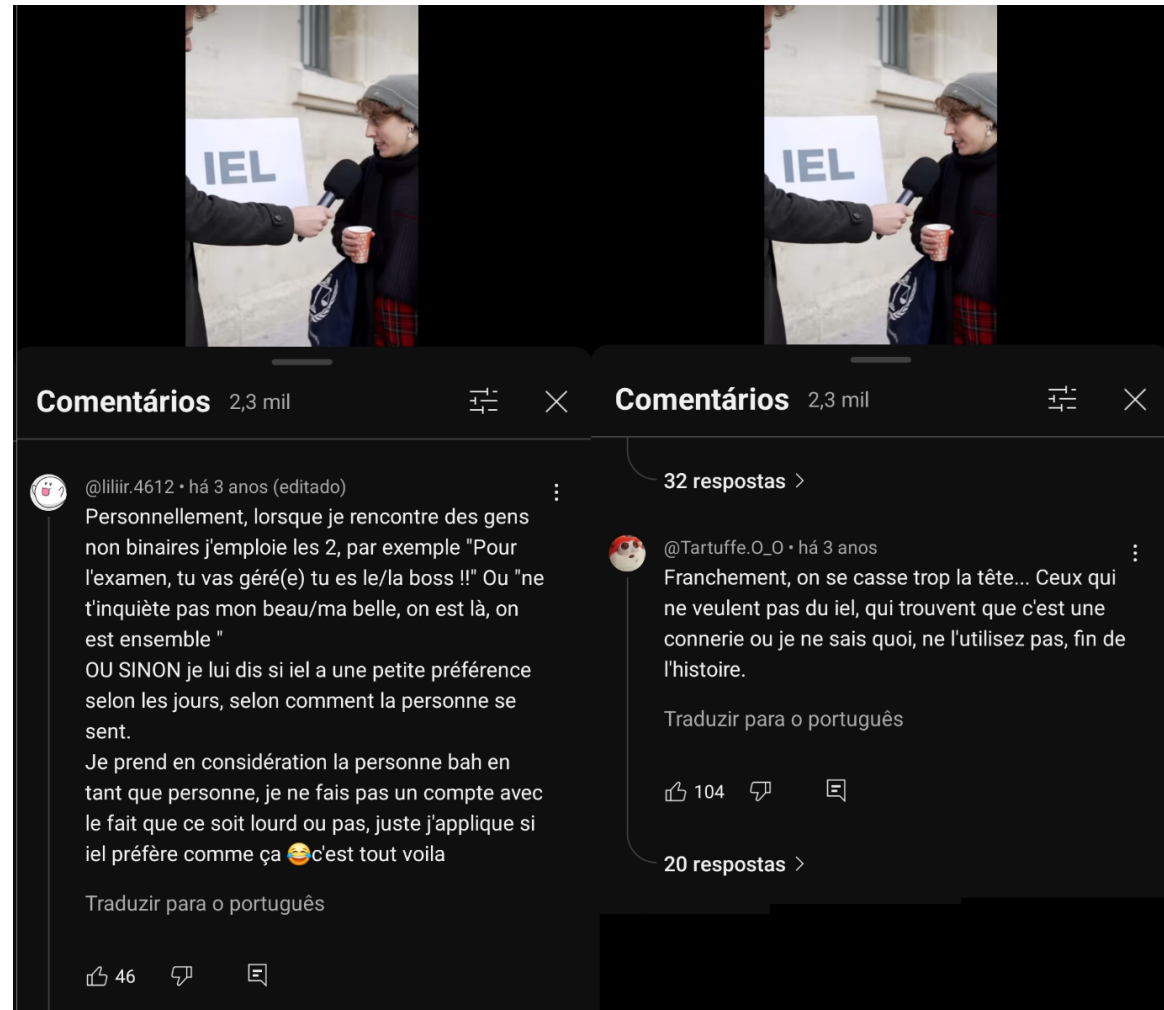 IEL
Comentários 2,3 mil
@liliir.4612 • há 3 anos (editado)
Personnellement, lorsque je rencontre des gens
non binaires j'emploie les 2, par exemple "Pour
l'examen, tu vas géré(e) tu es le/la boss !!" Ou "ne
t'inquiète pas mon beau/ma belle, on est là, on
est ensemble "
OU SINON je lui dis si iel a une petite préférence
selon les jours, selon comment la personne se
sent.
Je prend en considération la personne bah en
tant que personne, je ne fais pas un compte avec
le fait que ce soit lourd ou pas, juste j'applique si
iel préfère comme ça 😂c'est tout voila
Traduzir para o português
46
IEL
Comentários 2,3 mil
32 respostas
@Tartuffe.O_O • há 3 anos
Franchement, on se casse trop la tête... Ceux qui
ne veulent pas du iel, qui trouvent que c'est une
connerie ou je ne sais quoi, ne l'utilisez pas, fin de
l'histoire.
Traduzir para o português
104
20 respostas